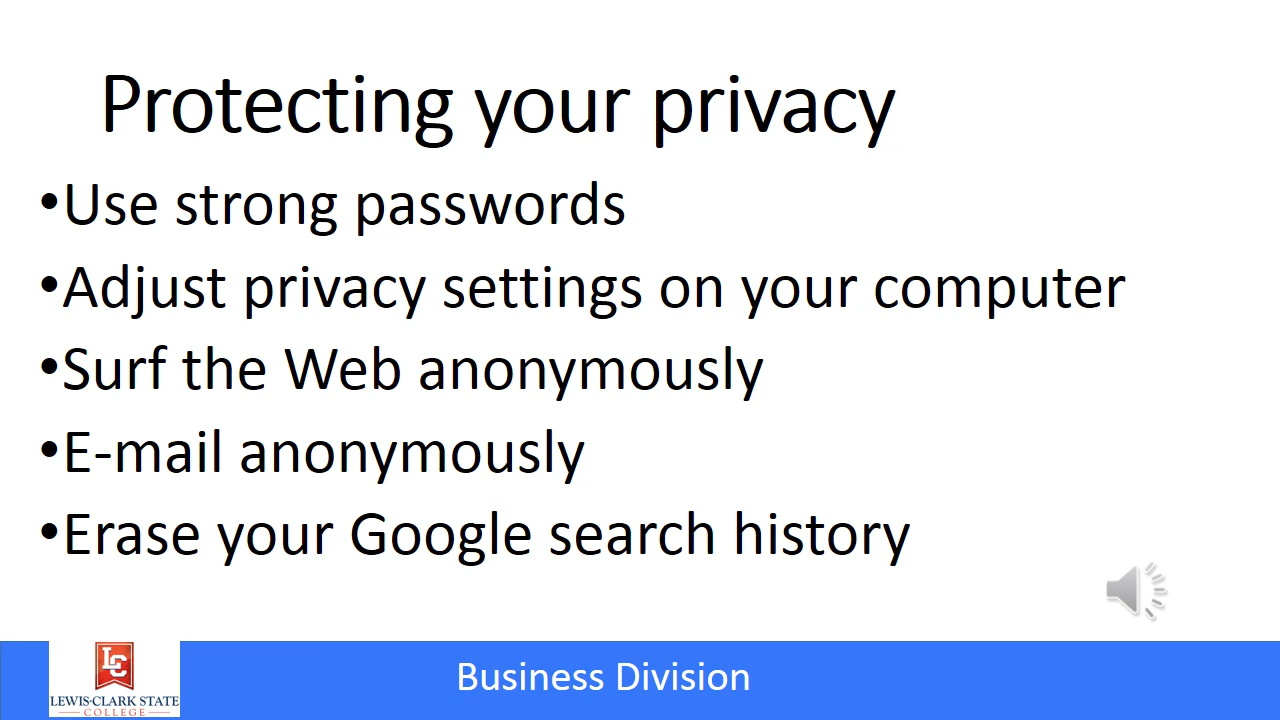 Protecting your privacy
•Use strong passwords
•Adjust privacy settings on your computer
•Surf the Web anonymously
•E-mail anonymously
•Erase your Google search history
LC
LEWIS-CLARK STATE
COLLEGE
Business Division